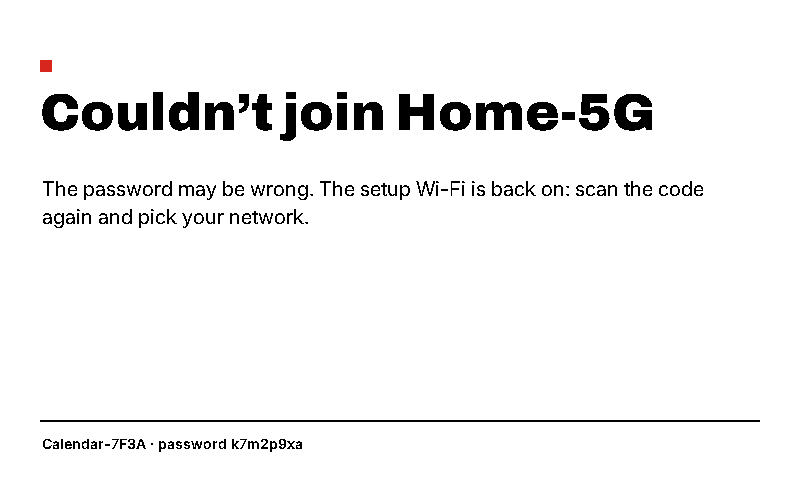 Couldn’t join Home-5G
The password may be wrong. The setup Wi-Fi is back on: scan the code
again and pick your network.
Calendar-7F3A · password k7m2p9xa